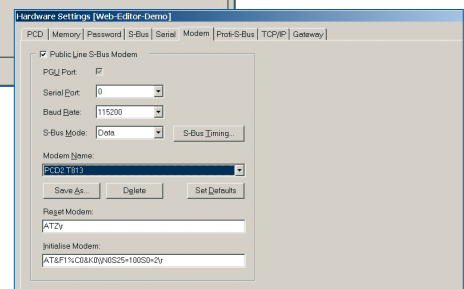 Hardware Settings [Web-Editor-Demo]
PCD Memory Password S-Bus Serial Modem Profi-S-Bus TCP/IP Gateway
Public Line S-Bus Modem
PGU Port:
Serial Port: 0
Baud Rate: 115200
S-Bus Mode: Data S-Bus Timing...
Modem Name:
PCD2.T813
Save As... Delete Set Defaults
Reset Modem:
ATZ\r
Initialise Modem:
AT&F1%C0&K0\\N0S25=100S0=2\r